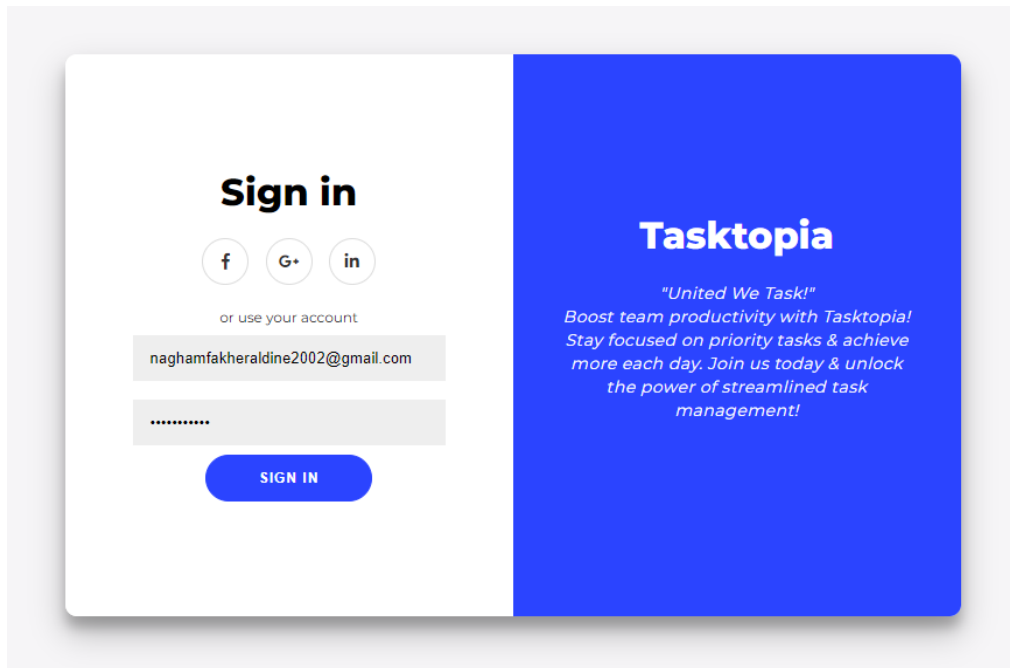 Sign in
f G+ in
or use your account
naghamfakheraldine2002@gmail.com
•••••••••••
SIGN IN
Tasktopia
"United We Task!"
Boost team productivity with Tasktopia!
Stay focused on priority tasks & achieve
more each day. Join us today & unlock
the power of streamlined task
management!